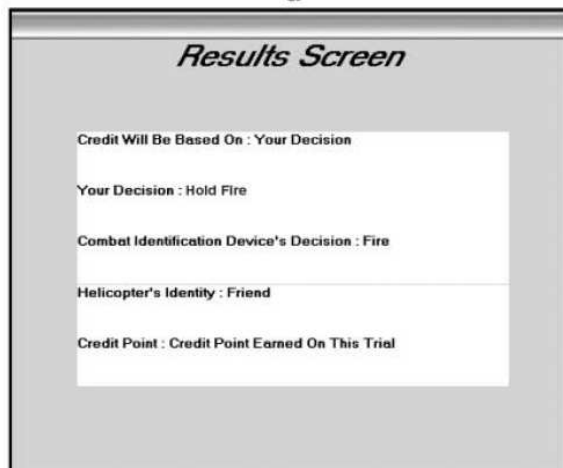 Results Screen
Credit Will Be Based On : Your Decision
Your Decision : Hold Fire
Combat Identification Device's Decision : Fire
Helicopter's Identity : Friend
Credit Point : Credit Point Earned On This Trial